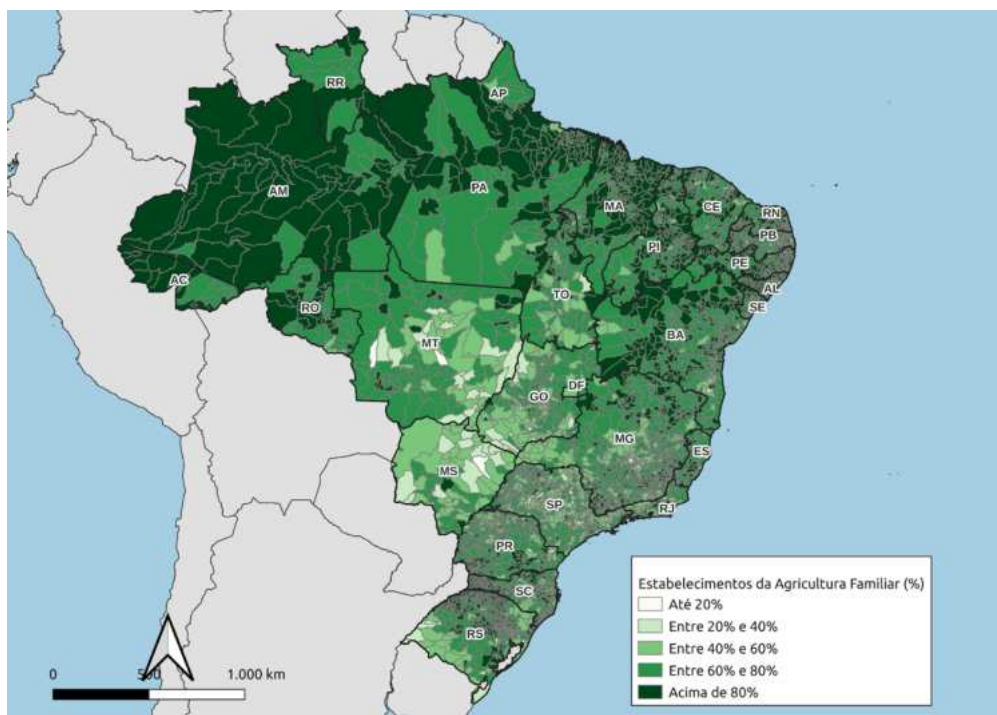 RR
AP
AM
PA
MA
CE
RN
PB
PI
PE
AC
AL
TO
SE
RO
BA
MT
DF
GO
MG
ES
MS
SP
RJ
PR
SC
RS
Estabelecimentos da Agricultura Familiar (%)
Até 20%
Entre 20% e 40%
Entre 40% e 60%
Entre 60% e 80%
Acima de 80%
0 500 1.000 km